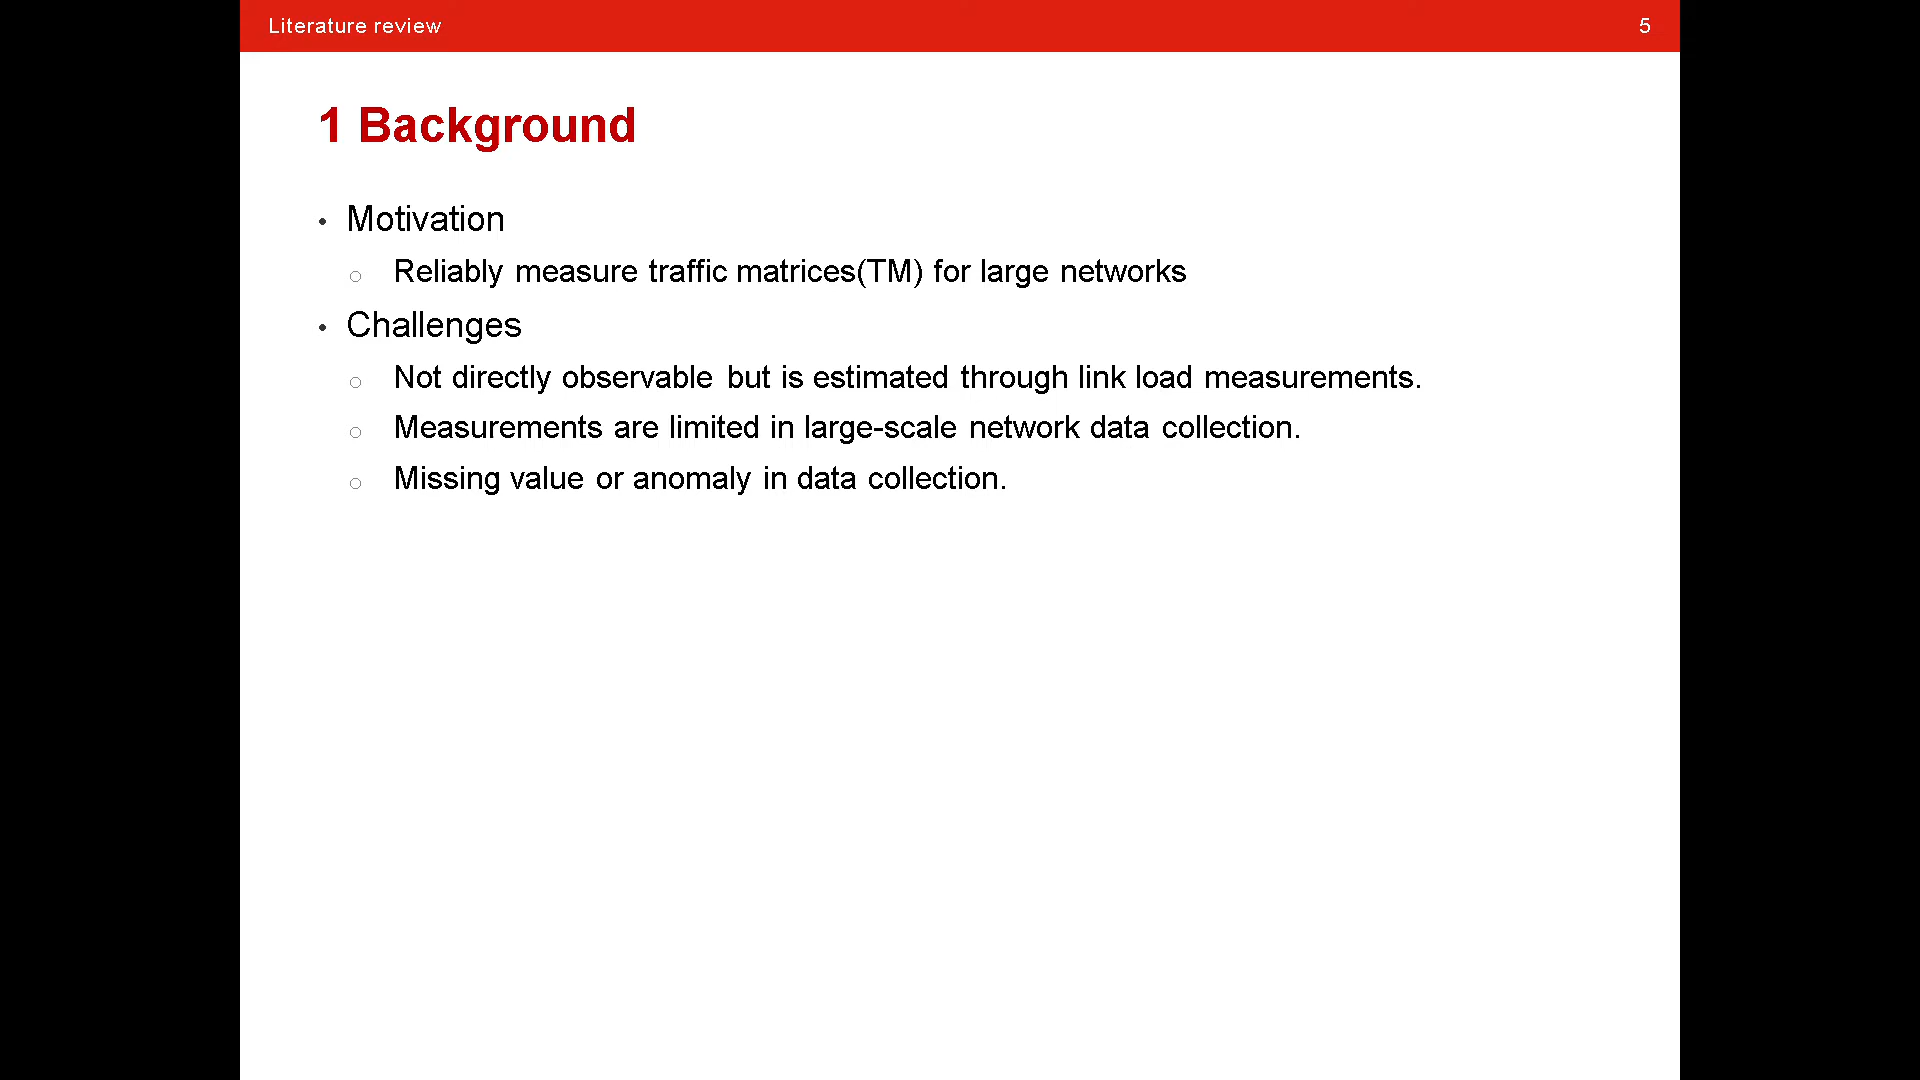 Literature review
5
1 Background
• Motivation
○ Reliably measure traffic matrices(TM) for large networks
• Challenges
○ Not directly observable but is estimated through link load measurements.
○ Measurements are limited in large-scale network data collection.
○ Missing value or anomaly in data collection.